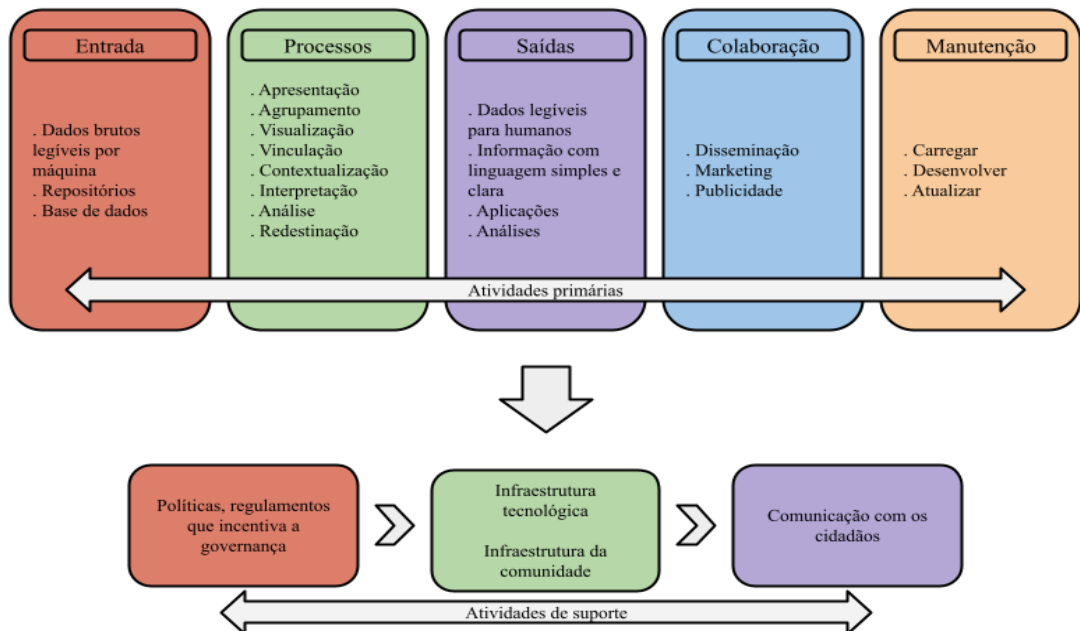 Entrada
. Dados brutos
legíveis por
máquina
. Repositórios
. Base de dados
Processos
. Apresentação
. Agrupamento
. Visualização
. Vinculação
. Contextualização
. Interpretação
. Análise
. Redestinação
Saídas
. Dados legíveis
para humanos
. Informação com
linguagem simples e
clara
. Aplicações
. Análises
Colaboração
. Disseminação
. Marketing
. Publicidade
Manutenção
. Carregar
. Desenvolver
. Atualizar
Atividades primárias
Políticas, regulamentos
que incentiva a
governança
Infraestrutura
tecnológica
Infraestrutura da
comunidade
Comunicação com os
cidadãos
Atividades de suporte